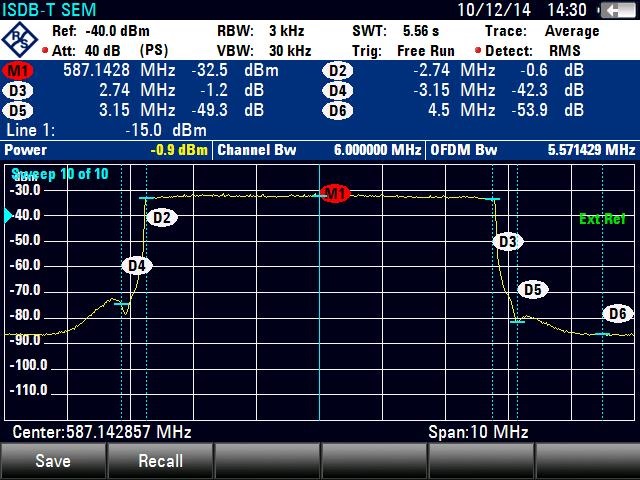 ISDB-T SEM 10/12/14 14:30
R S Ref: -40.0 dBm RBW: 3 kHz SWT: 5.56 s Trace: Average
Att: 40 dB (PS) VBW: 30 kHz Trig: Free Run Detect: RMS
M1 587.1428 MHz -32.5 dBm D2 -2.74 MHz -0.6 dB
D3 2.74 MHz -1.2 dB D4 -3.15 MHz -42.3 dB
D5 3.15 MHz -49.3 dB D6 4.5 MHz -53.9 dB
Line 1: -15.0 dBm
Power -0.9 dBm Channel Bw 6.000000 MHz OFDM Bw 5.571429 MHz
Sweep 10 of 10
dBm
-30.0 M1
-40.0 D2 Ext Ref
-50.0 D3
-60.0 D4
-70.0 D5
-80.0 D6
-90.0
-100.0
-110.0
Center:587.142857 MHz Span:10 MHz
Save Recall